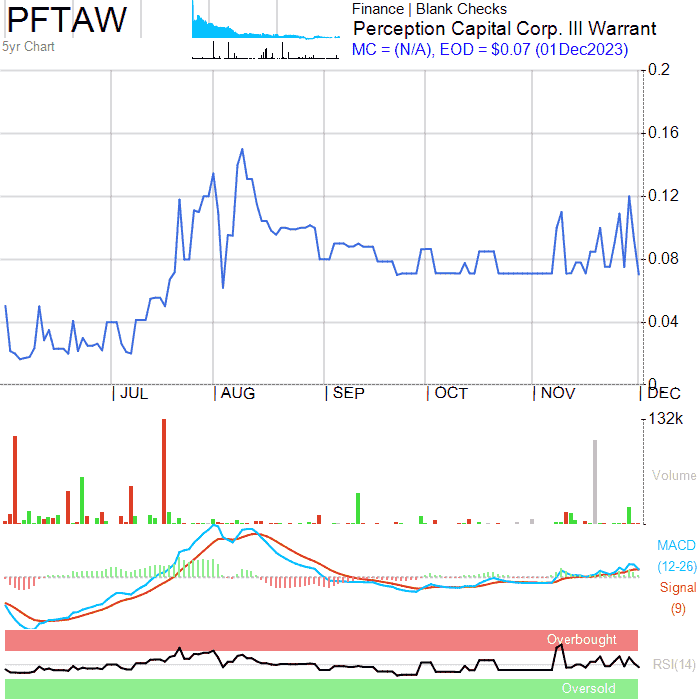 PFTAW
5yr Chart
Finance | Blank Checks
Perception Capital Corp. III Warrant
MC = (N/A), EOD = $0.07 (01Dec2023)
0.2
0.16
0.12
0.08
0.04
0
JUL AUG SEP OCT NOV DEC
132k
Volume
MACD
(12-26)
Signal
(9)
Overbought
RSI(14)
Oversold